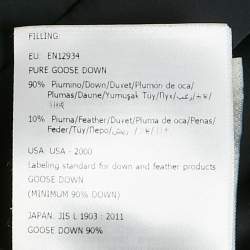 FILLING:
EU: EN12934
PURE GOOSE DOWN
90% Piumino/Down/Duvet/Plumón de oca/
Plumas/Daune/Yumuşak Tüy/Пух/
10% Piuma/Feather/Duvet/Pluma de oca/Penas/
Feder/Tüy/Перо/
USA: USA - 2000
Labeling standard for down and feather products
GOOSE DOWN
(MINIMUM 90% DOWN)
JAPAN: JIS L 1903 : 2011
GOOSE DOWN 90%